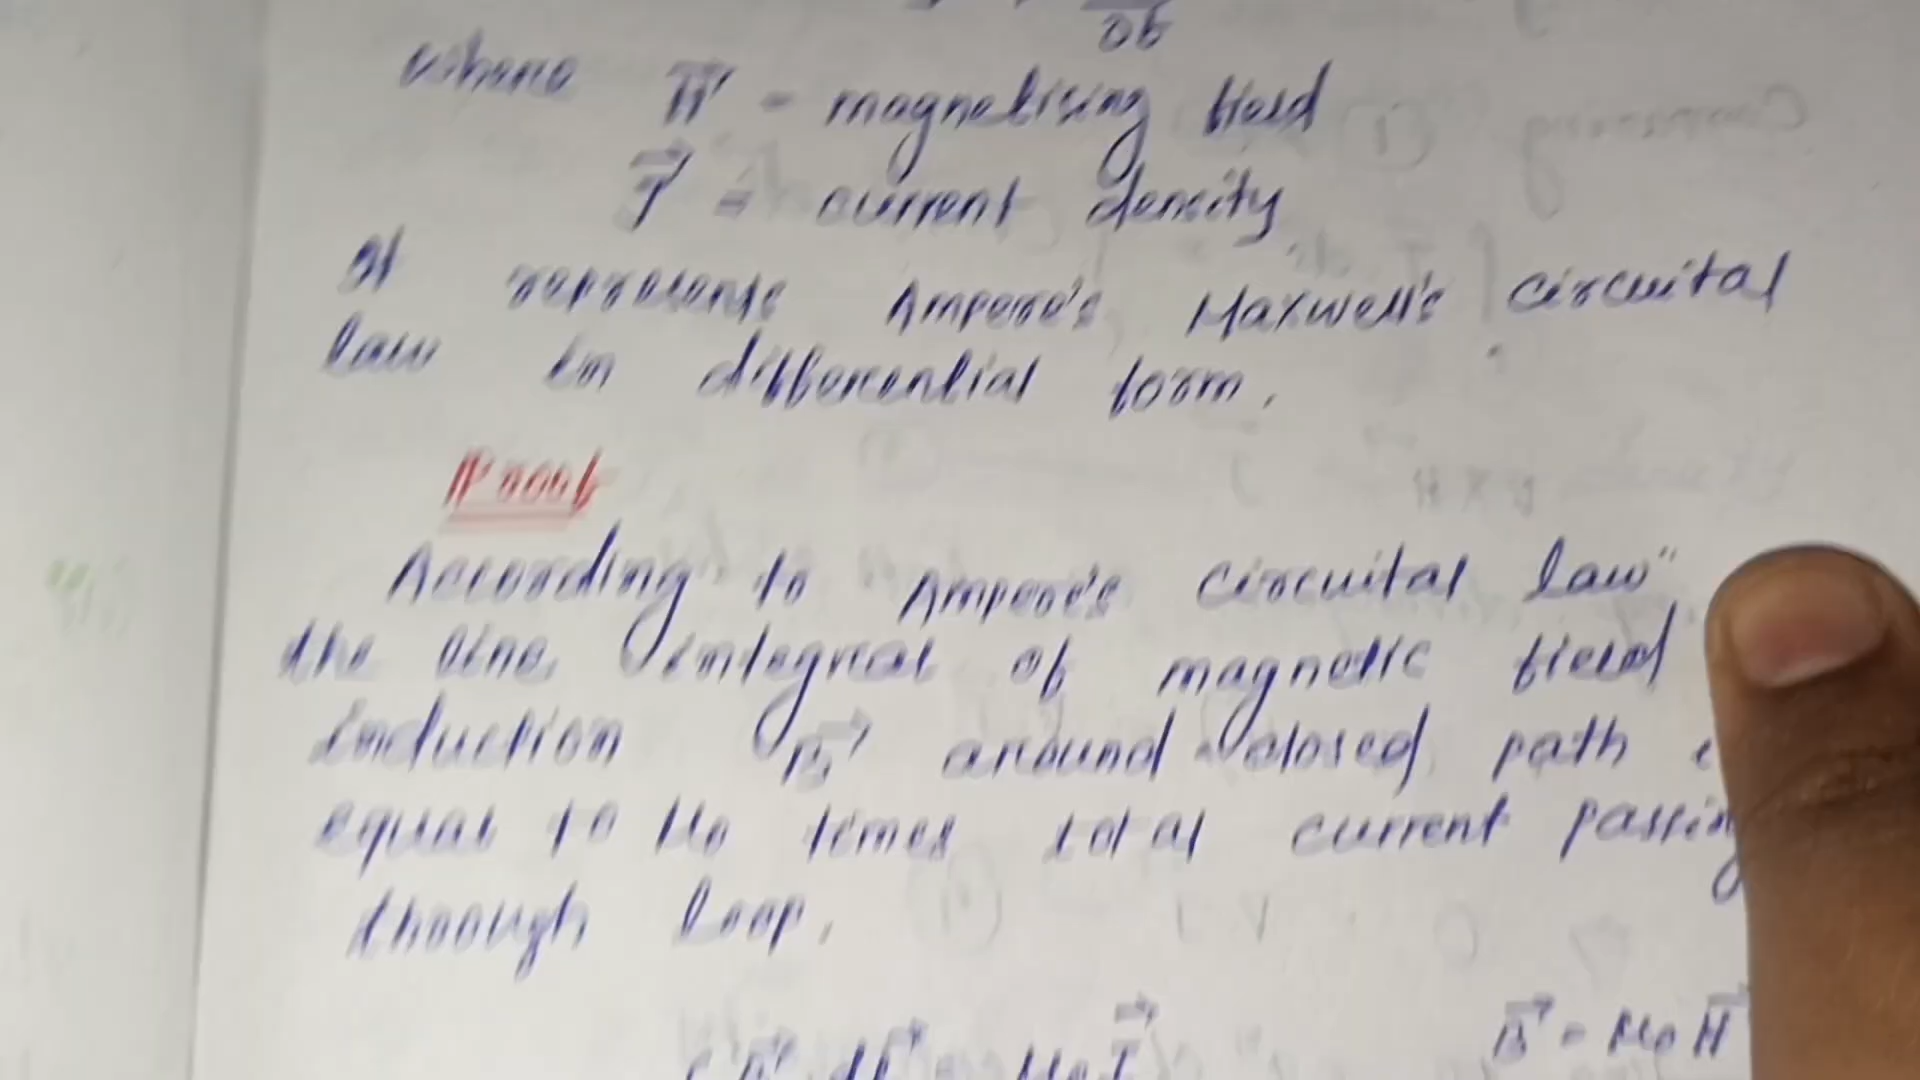 ∂t
where H⃗ - magnetising field
J⃗ = current density
It represents Ampere's Maxwell's circuital
law in differential form.
Proof
According to Ampere's circuital law"
the line integral of magnetic field
induction B⃗ around closed path
equal to μ₀ times total current passing
through loop.
B⃗ = μ₀ H⃗